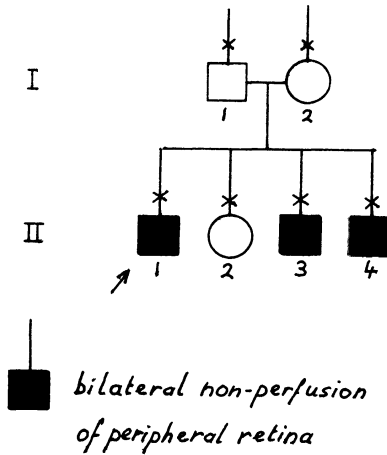 I
1 2
II
1 2 3 4
bilateral non-perfusion
of peripheral retina